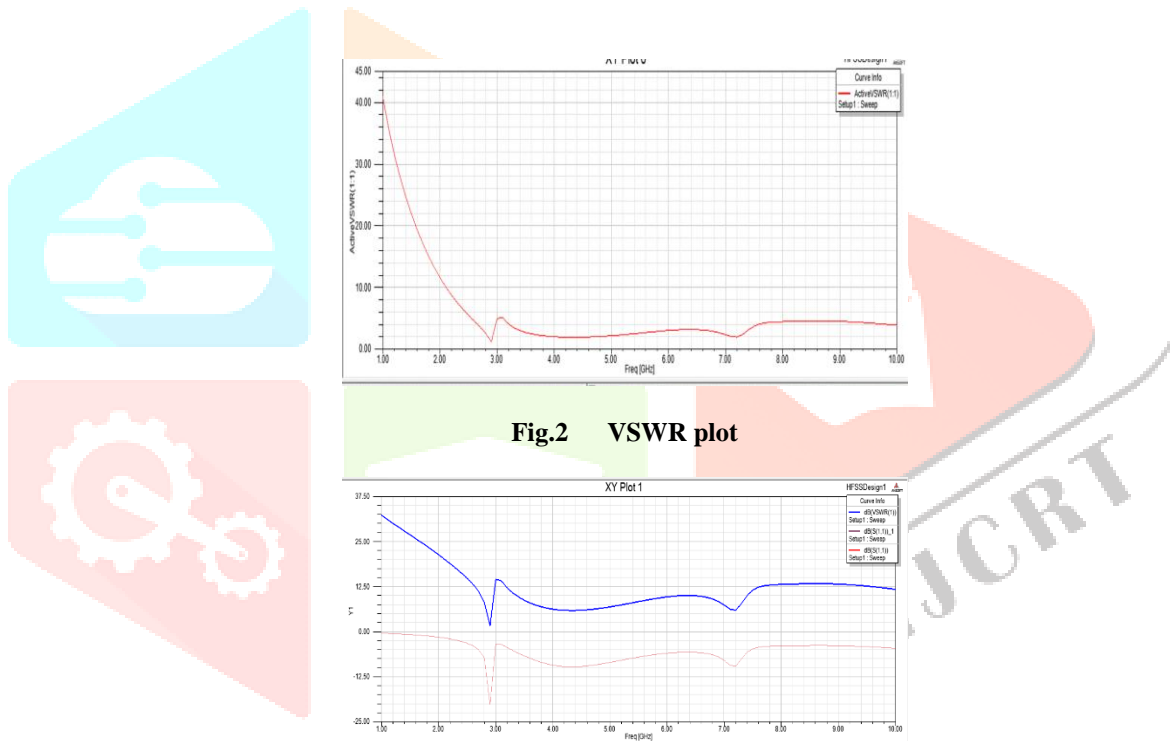 XY Plot 6
HFSSDesign1
45.00
Curve Info
ActiveVSWR(1:1)
Setup1 : Sweep
40.00
30.00
20.00
10.00
0.00
ActiveVSWR(1:1)
1.00 2.00 3.00 4.00 5.00 6.00 7.00 8.00 9.00 10.00
Freq [GHz]
Fig.2 VSWR plot
XY Plot 1
HFSSDesign1
37.50
Curve Info
dB(VSWR(1))
Setup1 : Sweep
dB(S(1,1))_1
Setup1 : Sweep
dB(S(1,1))
Setup1 : Sweep
25.00
12.50
0.00
-12.50
-25.00
Y1
1.00 2.00 3.00 4.00 5.00 6.00 7.00 8.00 9.00 10.00
Freq [GHz]
IJCRT